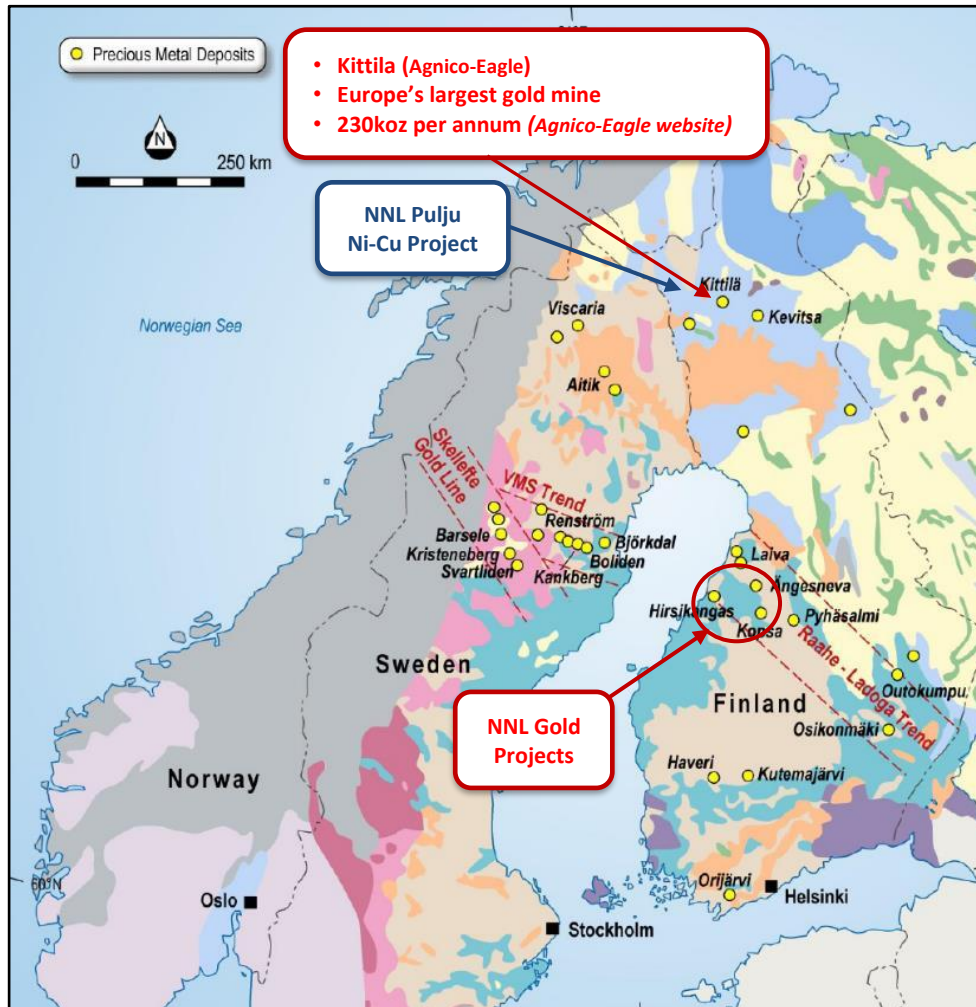 Precious Metal Deposits
• Kittila (Agnico-Eagle)
• Europe's largest gold mine
• 230koz per annum (Agnico-Eagle website)
N
0 250 km
NNL Pulju
Ni-Cu Project
Kittilä
Kevitsa
Viscaria
Norwegian Sea
Aitik
Skellefte
Gold Line
VMS Trend
Renström
Barsele
Björkdal
Kristeneberg
Boliden
Svartliden
Kankberg
Laiva
Ängesneva
Hirsikangas
Pyhäsalmi
Kopsa
Raahe - Ladoga Trend
Sweden
Outokumpu
Finland
NNL Gold
Projects
Osikonmäki
Haveri
Kutemajärvi
Norway
60°N
Orijärvi
Helsinki
Oslo
Stockholm